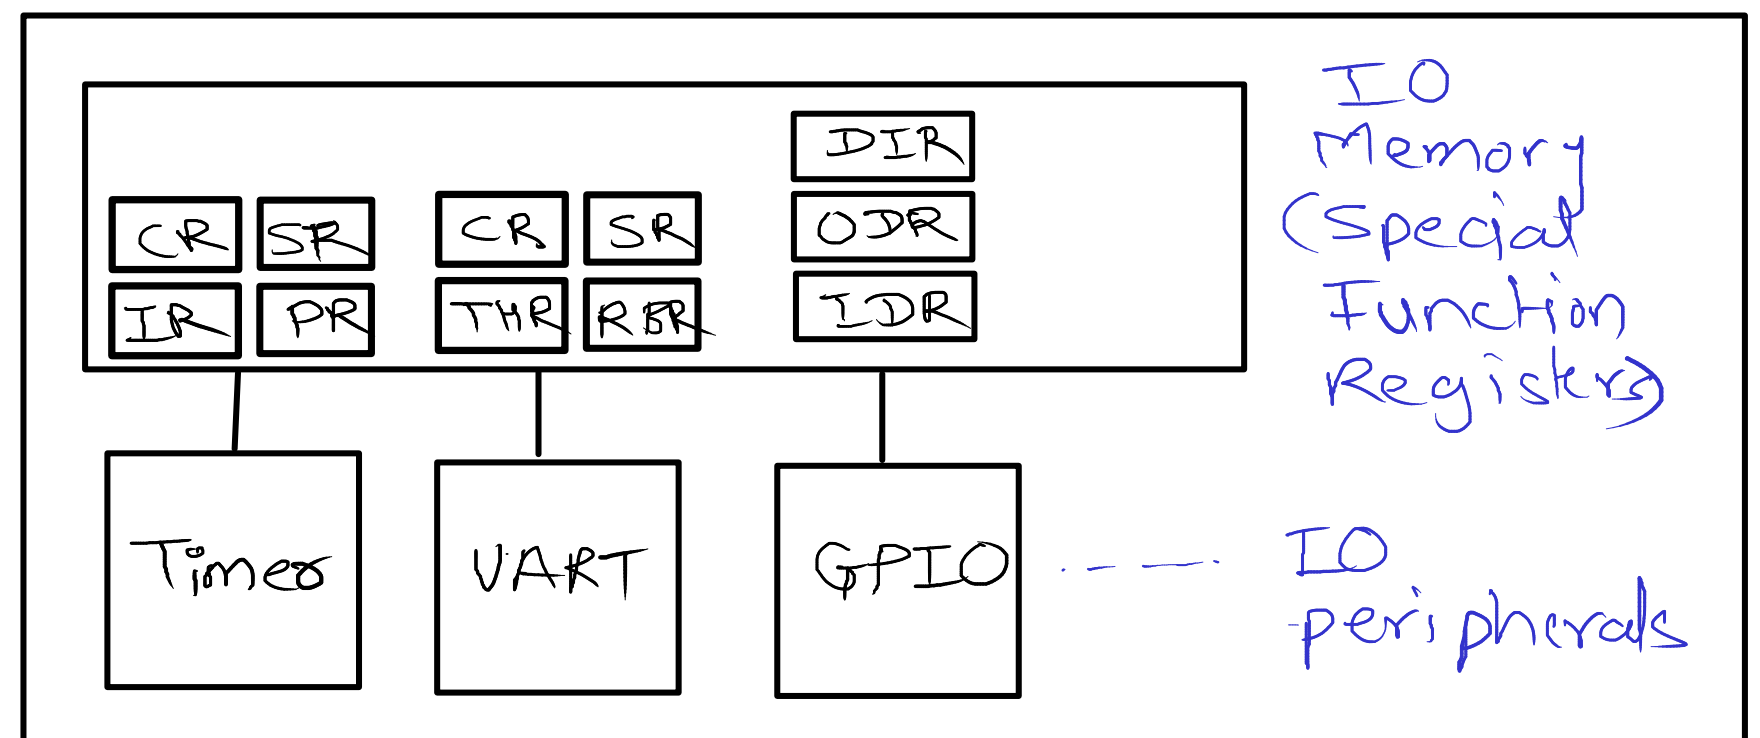 DIR
CR SR CR SR ODR
IR PR THR RBR IDR
IO
Memory
(Special
Function
Registers)
Timer UART GPIO
IO
peripherals